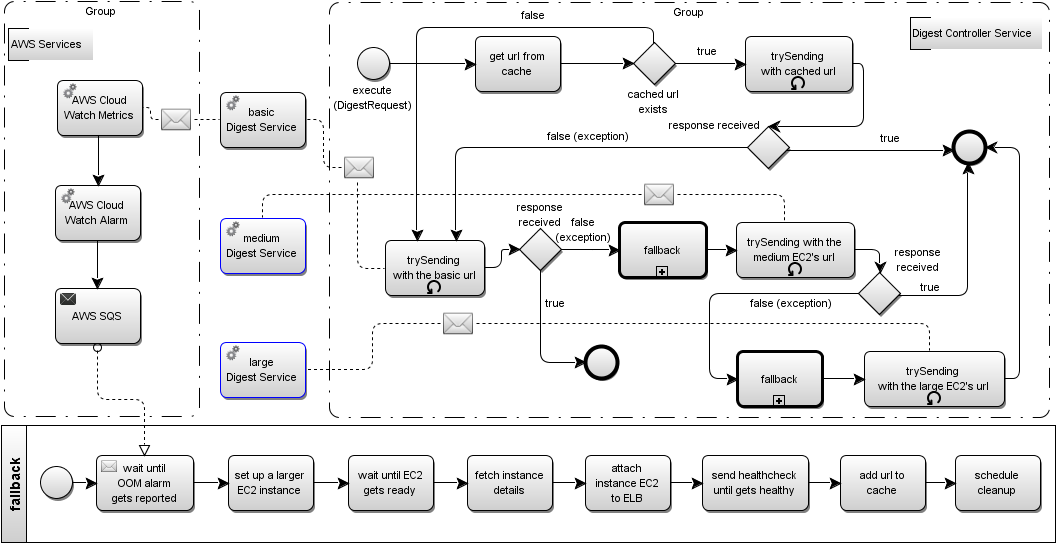 Group
Group
AWS Services
Digest Controller Service
false
get url from
cache
true
trySending
with cached url
execute
(DigestRequest)
cached url
exists
AWS Cloud
Watch Metrics
basic
Digest Service
response received
false (exception)
true
AWS Cloud
Watch Alarm
medium
Digest Service
response
received
false
(exception)
trySending
with the basic url
fallback
trySending with the
medium EC2's url
response
received
true
false (exception)
true
AWS SQS
large
Digest Service
fallback
trySending
with the large EC2's url
fallback
wait until
OOM alarm
gets reported
set up a larger
EC2 instance
wait until EC2
gets ready
fetch instance
details
attach
instance EC2
to ELB
send healthcheck
until gets healthy
add url to
cache
schedule
cleanup